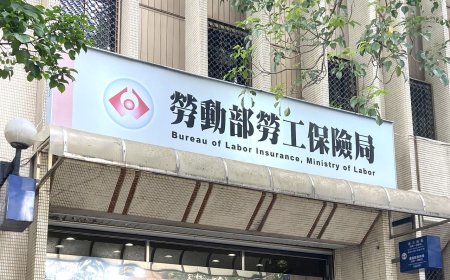 勞動部勞工保險局
Bureau of Labor Insurance, Ministry of Labor